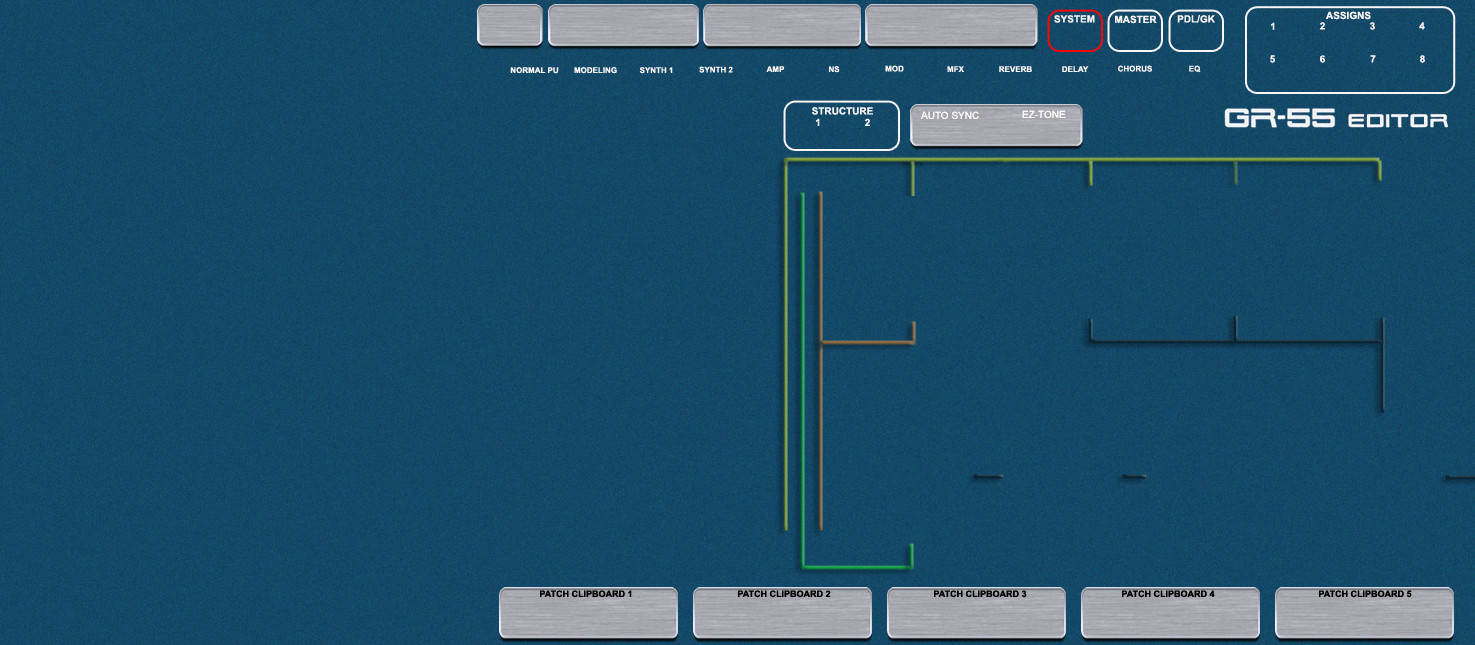 SYSTEM
MASTER
PDL/GK
ASSIGNS
1 2 3 4
5 6 7 8
NORMAL PU MODELING SYNTH 1 SYNTH 2 AMP NS MOD MFX REVERB DELAY CHORUS EQ
STRUCTURE
1 2
AUTO SYNC EZ-TONE
GR-55 EDITOR
PATCH CLIPBOARD 1 PATCH CLIPBOARD 2 PATCH CLIPBOARD 3 PATCH CLIPBOARD 4 PATCH CLIPBOARD 5